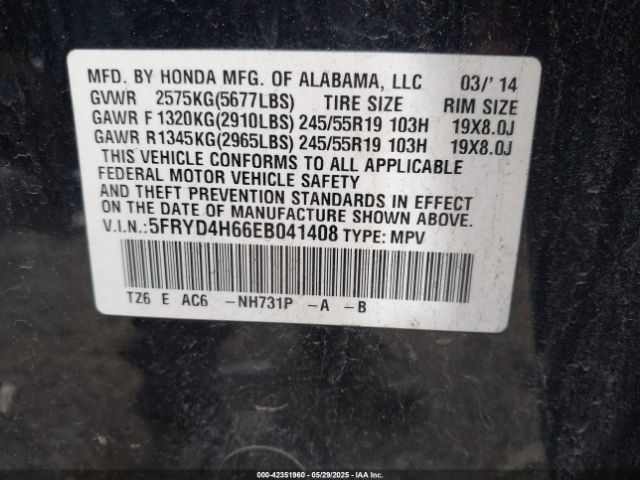 MFD. BY HONDA MFG. OF ALABAMA, LLC 03/' 14
GVWR 2575KG(5677LBS) TIRE SIZE RIM SIZE
GAWR F 1320KG(2910LBS) 245/55R19 103H 19X8.0J
GAWR R1345KG(2965LBS) 245/55R19 103H 19X8.0J
THIS VEHICLE CONFORMS TO ALL APPLICABLE
FEDERAL MOTOR VEHICLE SAFETY
AND THEFT PREVENTION STANDARDS IN EFFECT
ON THE DATE OF MANUFACTURE SHOWN ABOVE.
V.I.N.:5FRYD4H66EB041408 TYPE: MPV
TZ6 E AC6 -NH731P -A -B
000-42351960 05/29/2025 IAA Inc.